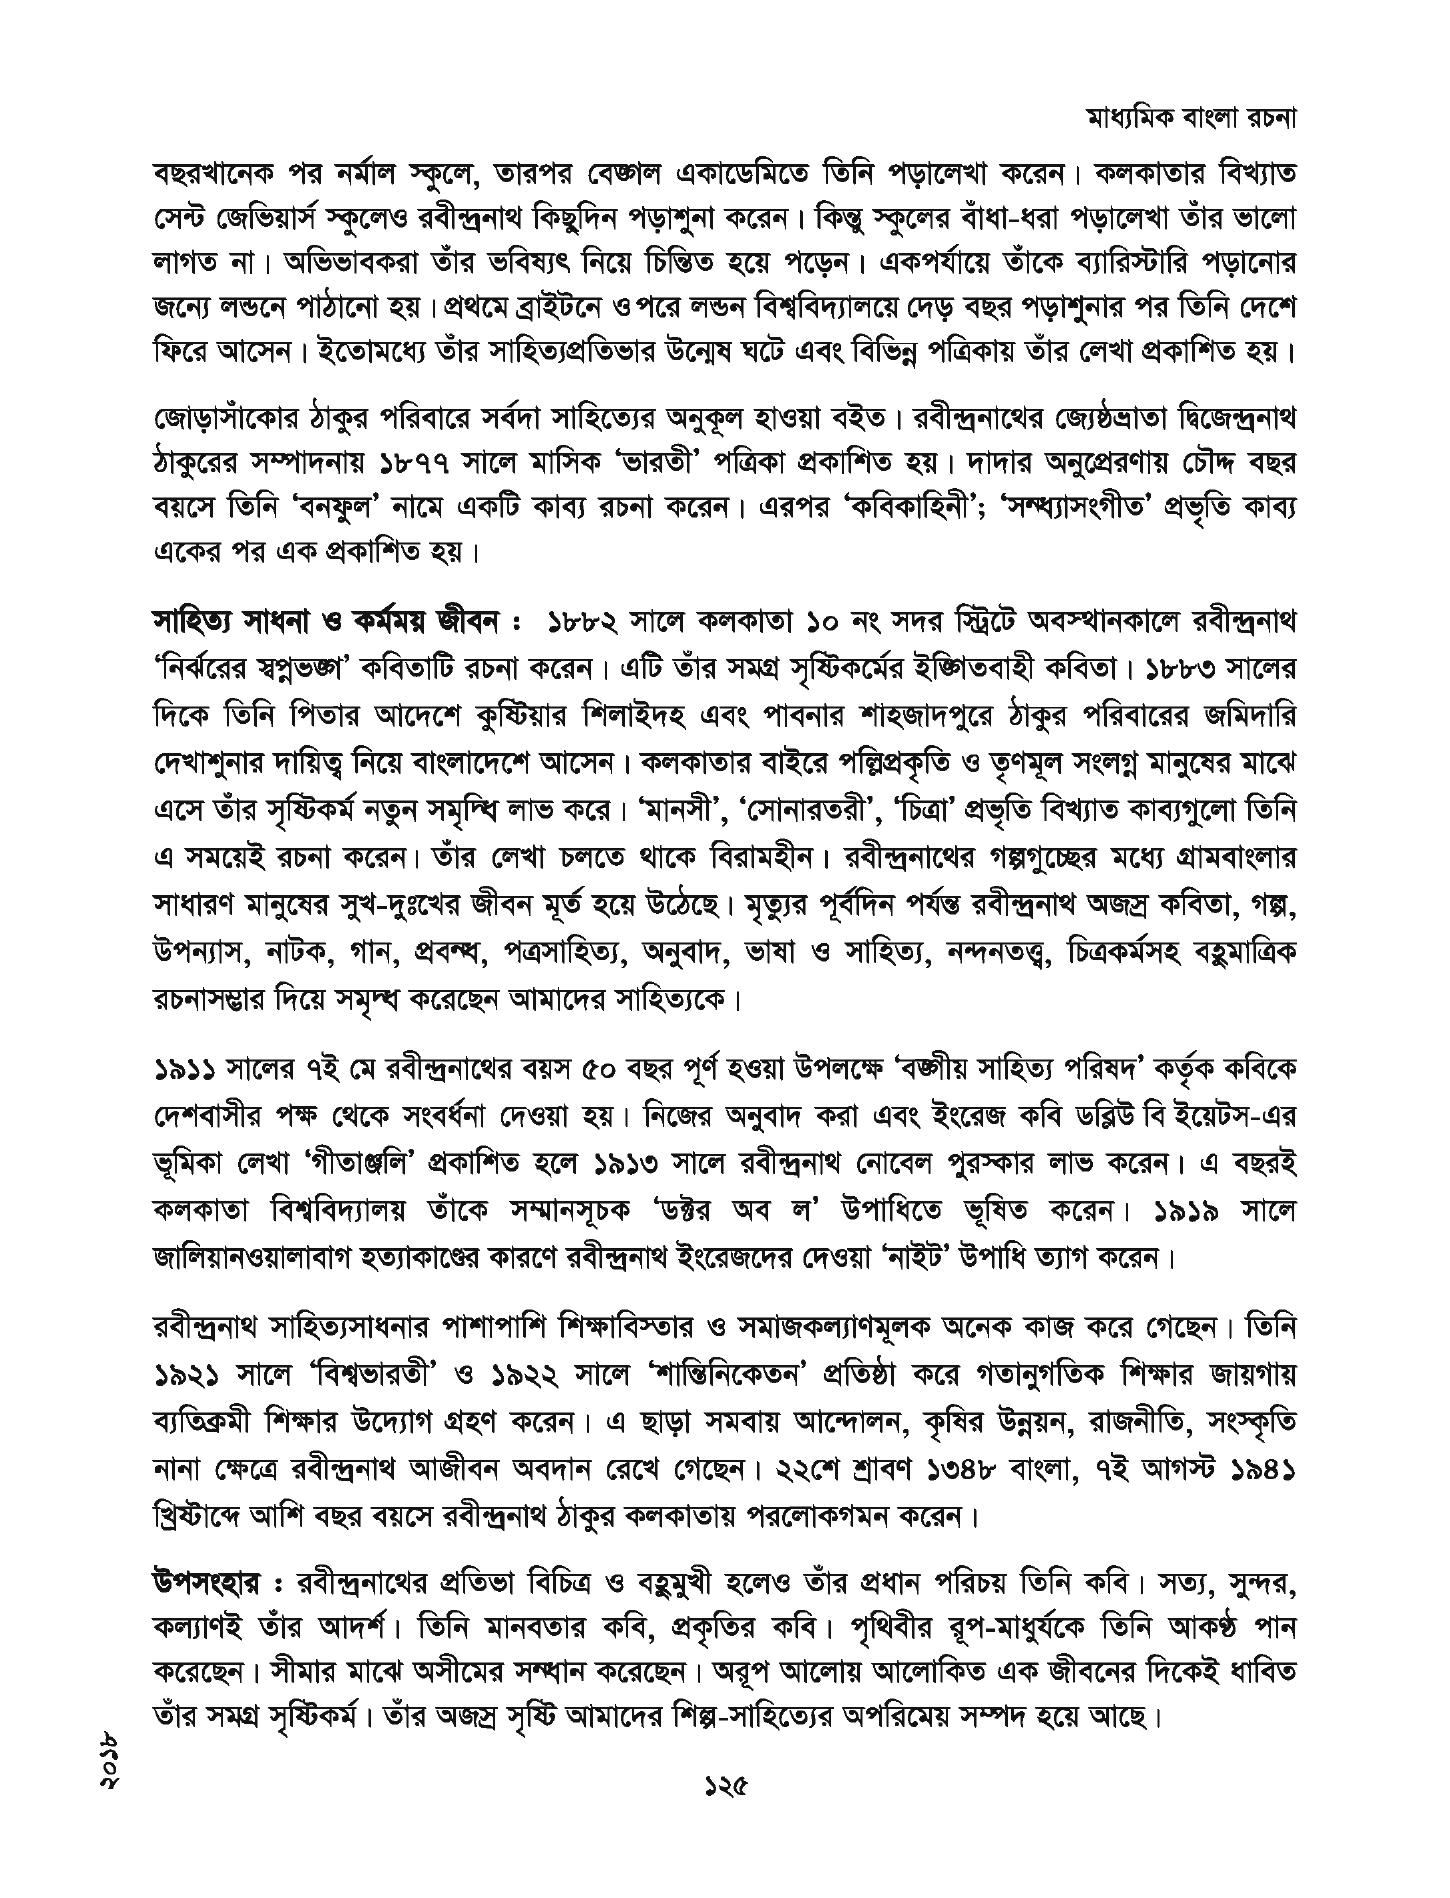 মাধ্যমিক বাংলা রচনা
বছরখানেক পর নর্মাল স্কুলে, তারপর বেঙ্গল একাডেমিতে তিনি পড়ালেখা করেন। কলকাতার বিখ্যাত
সেন্ট জেভিয়ার্স স্কুলেও রবীন্দ্রনাথ কিছুদিন পড়াশুনা করেন। কিন্তু স্কুলের বাঁধা-ধরা পড়ালেখা তাঁর ভালো
লাগত না। অভিভাবকরা তাঁর ভবিষ্যৎ নিয়ে চিন্তিত হয়ে পড়েন। একপর্যায়ে তাঁকে ব্যারিস্টারি পড়ানোর
জন্যে লন্ডনে পাঠানো হয়। প্রথমে ব্রাইটনে ও পরে লন্ডন বিশ্ববিদ্যালয়ে দেড় বছর পড়াশুনার পর তিনি দেশে
ফিরে আসেন। ইতোমধ্যে তাঁর সাহিত্যপ্রতিভার উন্মেষ ঘটে এবং বিভিন্ন পত্রিকায় তাঁর লেখা প্রকাশিত হয়।
জোড়াসাঁকোর ঠাকুর পরিবারে সর্বদা সাহিত্যের অনুকূল হাওয়া বইত। রবীন্দ্রনাথের জ্যেষ্ঠভ্রাতা দ্বিজেন্দ্রনাথ
ঠাকুরের সম্পাদনায় ১৮৭৭ সালে মাসিক ‘ভারতী’ পত্রিকা প্রকাশিত হয়। দাদার অনুপ্রেরণায় চৌদ্দ বছর
বয়সে তিনি ‘বনফুল’ নামে একটি কাব্য রচনা করেন। এরপর ‘কবিকাহিনী’; ‘সন্ধ্যাসংগীত’ প্রভৃতি কাব্য
একের পর এক প্রকাশিত হয়।
সাহিত্য সাধনা ও কর্মময় জীবন : ১৮৮২ সালে কলকাতা ১০ নং সদর স্ট্রিটে অবস্থানকালে রবীন্দ্রনাথ
‘নির্ঝরের স্বপ্নভঙ্গ’ কবিতাটি রচনা করেন। এটি তাঁর সমগ্র সৃষ্টিকর্মের ইঙ্গিতবাহী কবিতা। ১৮৮৩ সালের
দিকে তিনি পিতার আদেশে কুষ্টিয়ার শিলাইদহ এবং পাবনার শাহজাদপুরে ঠাকুর পরিবারের জমিদারি
দেখাশুনার দায়িত্ব নিয়ে বাংলাদেশে আসেন। কলকাতার বাইরে পল্লিপ্রকৃতি ও তৃণমূল সংলগ্ন মানুষের মাঝে
এসে তাঁর সৃষ্টিকর্ম নতুন সমৃদ্ধি লাভ করে। ‘মানসী’, ‘সোনারতরী’, ‘চিত্রা’ প্রভৃতি বিখ্যাত কাব্যগুলো তিনি
এ সময়েই রচনা করেন। তাঁর লেখা চলতে থাকে বিরামহীন। রবীন্দ্রনাথের গল্পগুচ্ছের মধ্যে গ্রামবাংলার
সাধারণ মানুষের সুখ-দুঃখের জীবন মূর্ত হয়ে উঠেছে। মৃত্যুর পূর্বদিন পর্যন্ত রবীন্দ্রনাথ অজস্র কবিতা, গল্প,
উপন্যাস, নাটক, গান, প্রবন্ধ, পত্রসাহিত্য, অনুবাদ, ভাষা ও সাহিত্য, নন্দনতত্ত্ব, চিত্রকর্মসহ বহুমাত্রিক
রচনাসম্ভার দিয়ে সমৃদ্ধ করেছেন আমাদের সাহিত্যকে।
১৯১১ সালের ৭ই মে রবীন্দ্রনাথের বয়স ৫০ বছর পূর্ণ হওয়া উপলক্ষে ‘বঙ্গীয় সাহিত্য পরিষদ’ কর্তৃক কবিকে
দেশবাসীর পক্ষ থেকে সংবর্ধনা দেওয়া হয়। নিজের অনুবাদ করা এবং ইংরেজ কবি ডব্লিউ বি ইয়েটস-এর
ভূমিকা লেখা ‘গীতাঞ্জলি’ প্রকাশিত হলে ১৯১৩ সালে রবীন্দ্রনাথ নোবেল পুরস্কার লাভ করেন। এ বছরই
কলকাতা বিশ্ববিদ্যালয় তাঁকে সম্মানসূচক ‘ডক্টর অব ল’ উপাধিতে ভূষিত করেন। ১৯১৯ সালে
জালিয়ানওয়ালাবাগ হত্যাকাণ্ডের কারণে রবীন্দ্রনাথ ইংরেজদের দেওয়া ‘নাইট’ উপাধি ত্যাগ করেন।
রবীন্দ্রনাথ সাহিত্যসাধনার পাশাপাশি শিক্ষাবিস্তার ও সমাজকল্যাণমূলক অনেক কাজ করে গেছেন। তিনি
১৯২১ সালে ‘বিশ্বভারতী’ ও ১৯২২ সালে ‘শান্তিনিকেতন’ প্রতিষ্ঠা করে গতানুগতিক শিক্ষার জায়গায়
ব্যতিক্রমী শিক্ষার উদ্যোগ গ্রহণ করেন। এ ছাড়া সমবায় আন্দোলন, কৃষির উন্নয়ন, রাজনীতি, সংস্কৃতি
নানা ক্ষেত্রে রবীন্দ্রনাথ আজীবন অবদান রেখে গেছেন। ২২শে শ্রাবণ ১৩৪৮ বাংলা, ৭ই আগস্ট ১৯৪১
খ্রিষ্টাব্দে আশি বছর বয়সে রবীন্দ্রনাথ ঠাকুর কলকাতায় পরলোকগমন করেন।
উপসংহার : রবীন্দ্রনাথের প্রতিভা বিচিত্র ও বহুমুখী হলেও তাঁর প্রধান পরিচয় তিনি কবি। সত্য, সুন্দর,
কল্যাণই তাঁর আদর্শ। তিনি মানবতার কবি, প্রকৃতির কবি। পৃথিবীর রূপ-মাধুর্যকে তিনি আকণ্ঠ পান
করেছেন। সীমার মাঝে অসীমের সন্ধান করেছেন। অরূপ আলোয় আলোকিত এক জীবনের দিকেই ধাবিত
তাঁর সমগ্র সৃষ্টিকর্ম। তাঁর অজস্র সৃষ্টি আমাদের শিল্প-সাহিত্যের অপরিমেয় সম্পদ হয়ে আছে।
২০১৮
১২৫